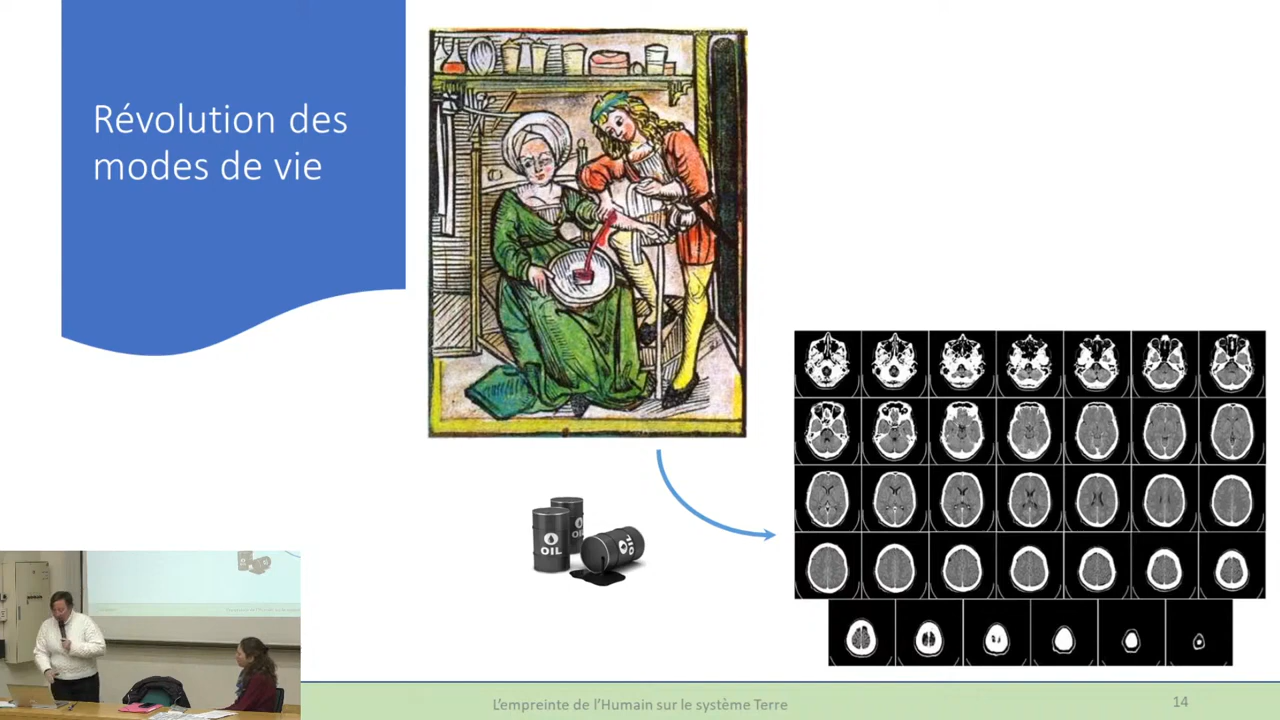 Révolution des
modes de vie
OIL
OIL
L'empreinte de l'Humain sur le système Terre
14